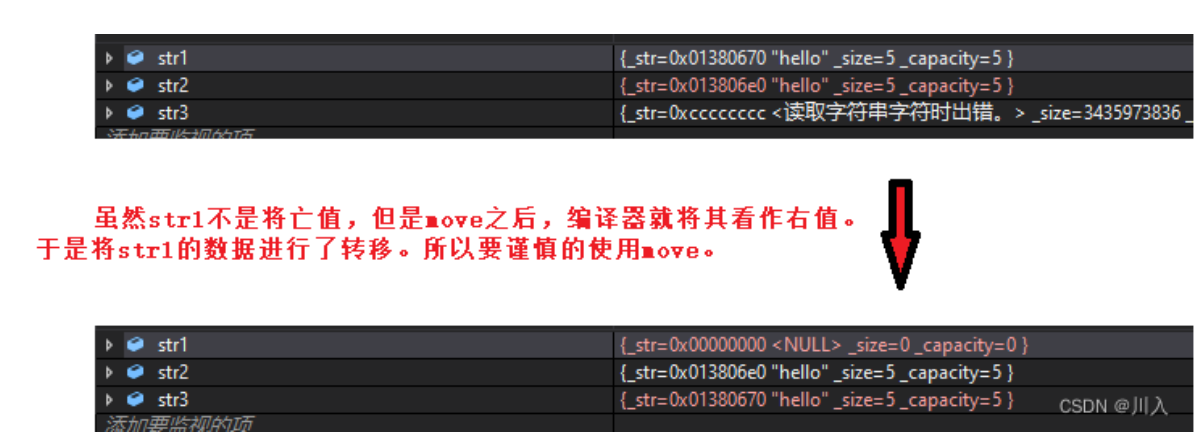 str1 {_str=0x01380670 "hello" _size=5 _capacity=5 }
str2 {_str=0x013806e0 "hello" _size=5 _capacity=5 }
str3 {_str=0xcccccccc <读取字符串字符时出错。> _size=3435973836 _
添加要监视的项
虽然str1不是将亡值，但是move之后，编译器就将其看作右值。
于是将str1的数据进行了转移。所以要谨慎的使用move。
str1 {_str=0x00000000 <NULL> _size=0 _capacity=0 }
str2 {_str=0x013806e0 "hello" _size=5 _capacity=5 }
str3 {_str=0x01380670 "hello" _size=5 _capacity=5 }
添加要监视的项
CSDN @川入